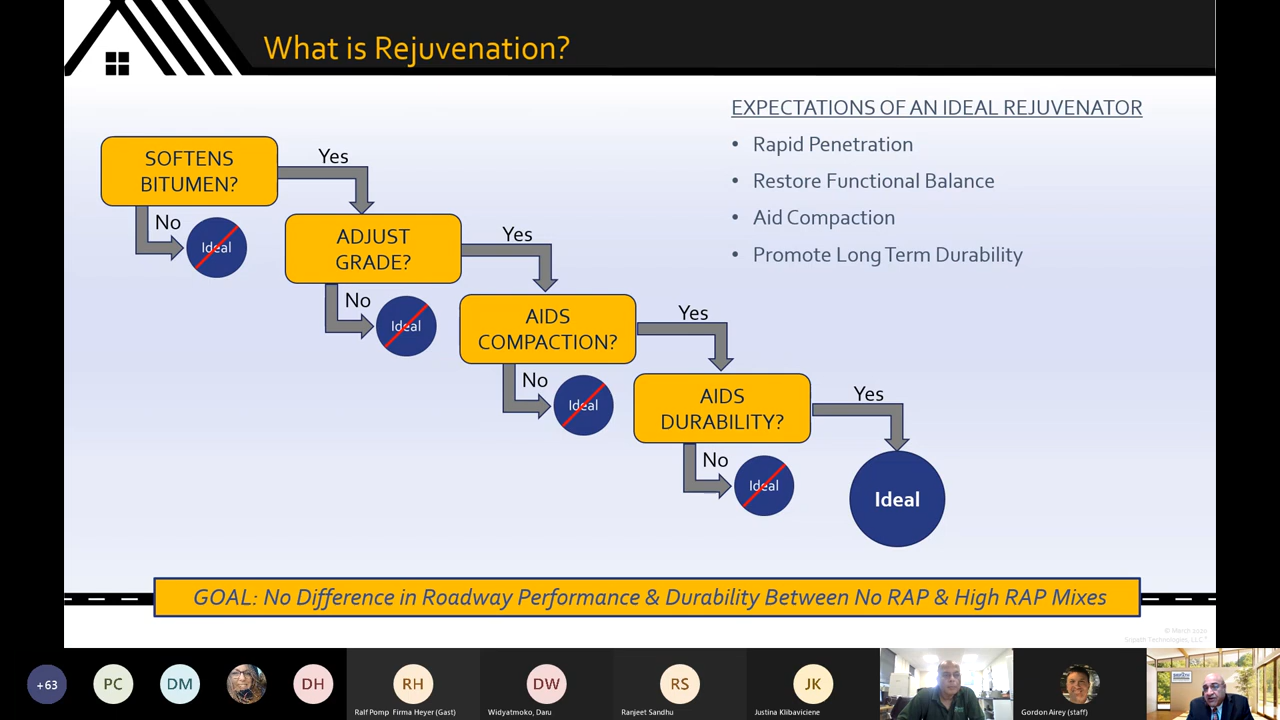 What is Rejuvenation?
EXPECTATIONS OF AN IDEAL REJUVENATOR
• Rapid Penetration
• Restore Functional Balance
• Aid Compaction
• Promote Long Term Durability
SOFTENS
BITUMEN?
Yes
No
Ideal
ADJUST
GRADE?
Yes
No
Ideal
AIDS
COMPACTION?
Yes
No
Ideal
AIDS
DURABILITY?
Yes
No
Ideal
Ideal
GOAL: No Difference in Roadway Performance & Durability Between No RAP & High RAP Mixes
+63
PC
DM
DH
RH
Ralf Pomp Firma Heyer (Gast)
DW
Widyatmoko, Daru
RS
Ranjeet Sandhu
JK
Justina Klibaviciene
Gordon Airey (staff)